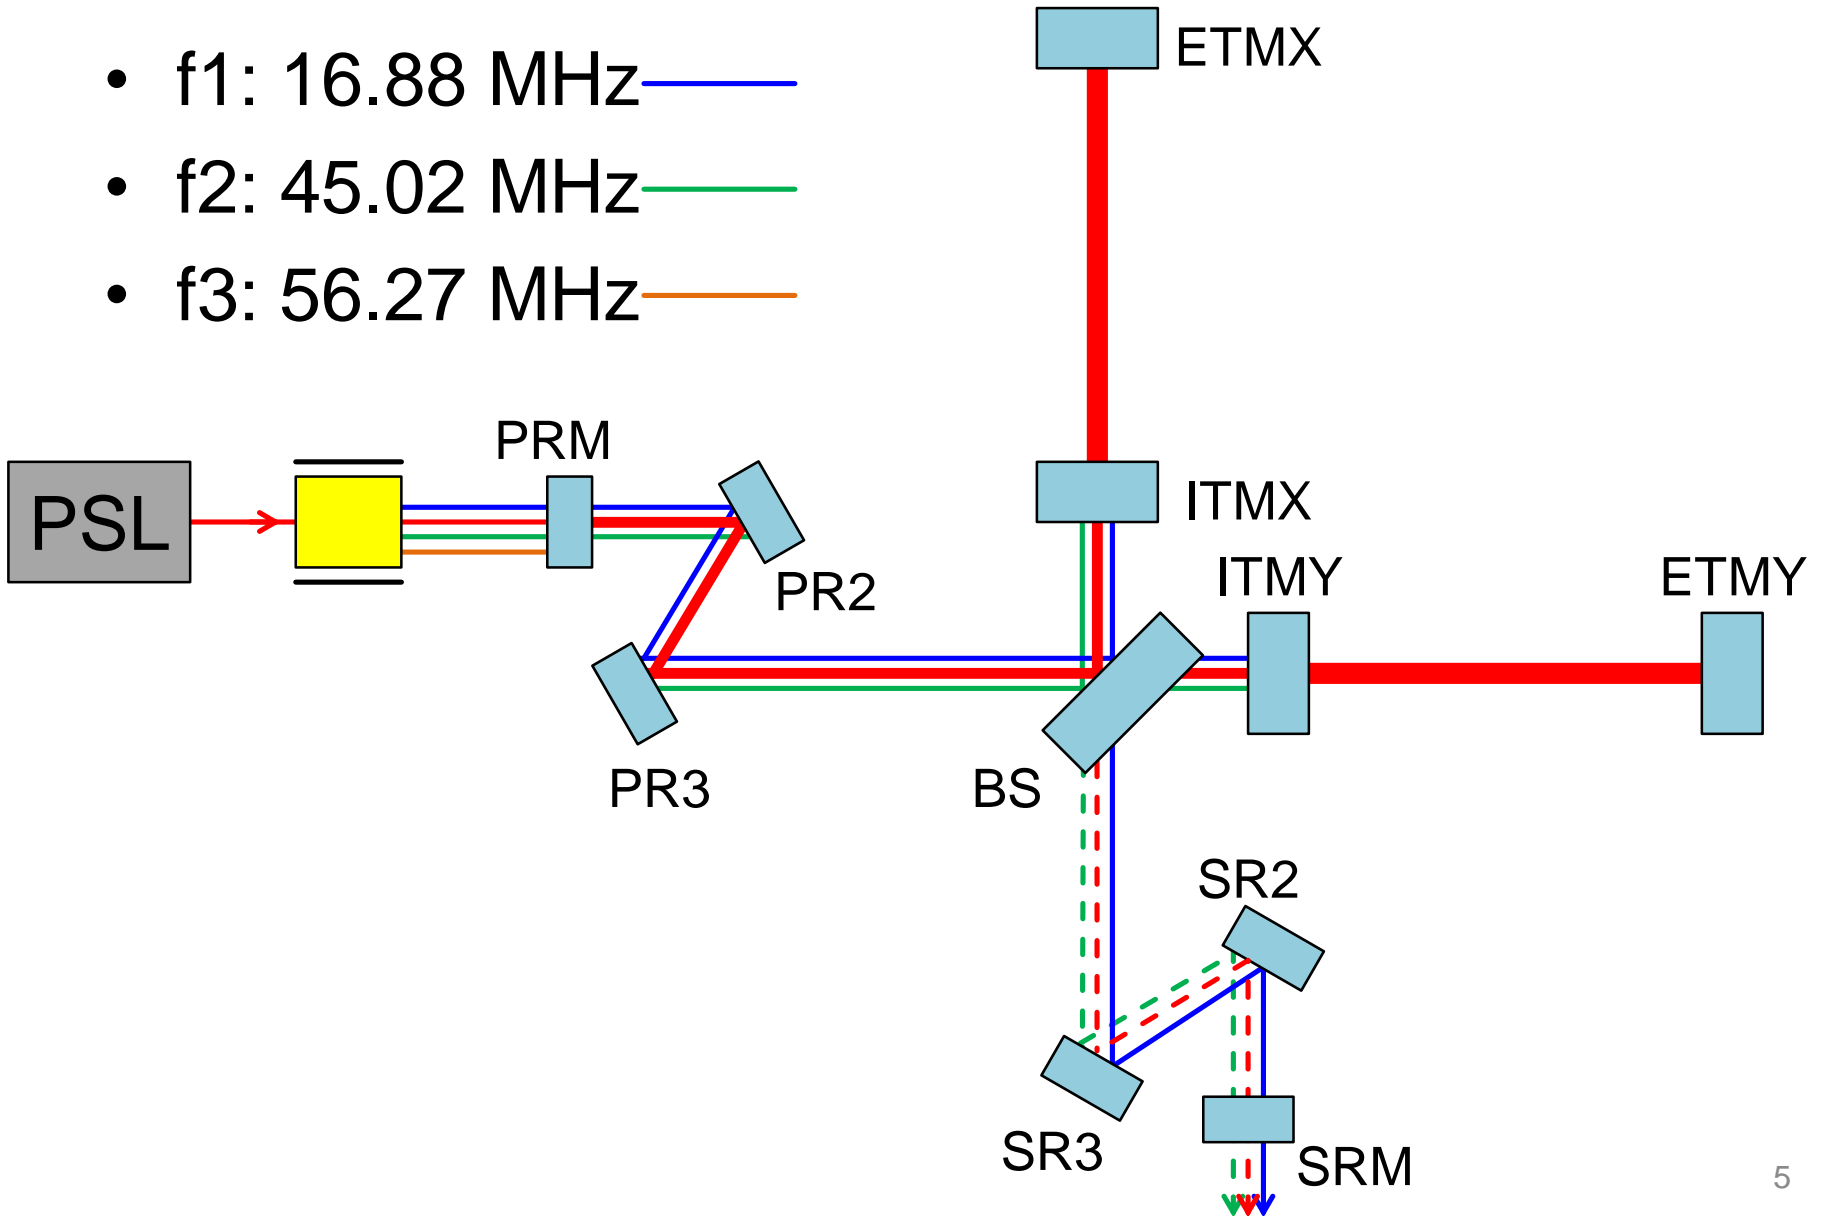 • f1: 16.88 MHz
• f2: 45.02 MHz
• f3: 56.27 MHz
ETMX
PRM
PSL
ITMX
ITMY
ETMY
PR2
PR3
BS
SR2
SR3
SRM
5